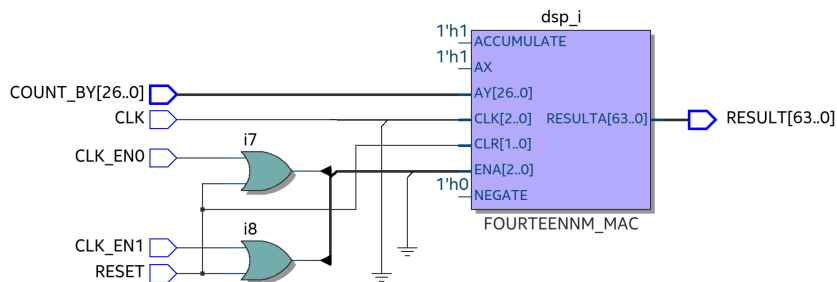 dsp_i
1'h1
ACCUMULATE
1'h1
AX
COUNT_BY[26..0]
AY[26..0]
CLK
CLK[2..0]
RESULTA[63..0]
RESULT[63..0]
i7
CLR[1..0]
CLK_EN0
ENA[2..0]
1'h0
NEGATE
FOURTEENNM_MAC
i8
CLK_EN1
RESET